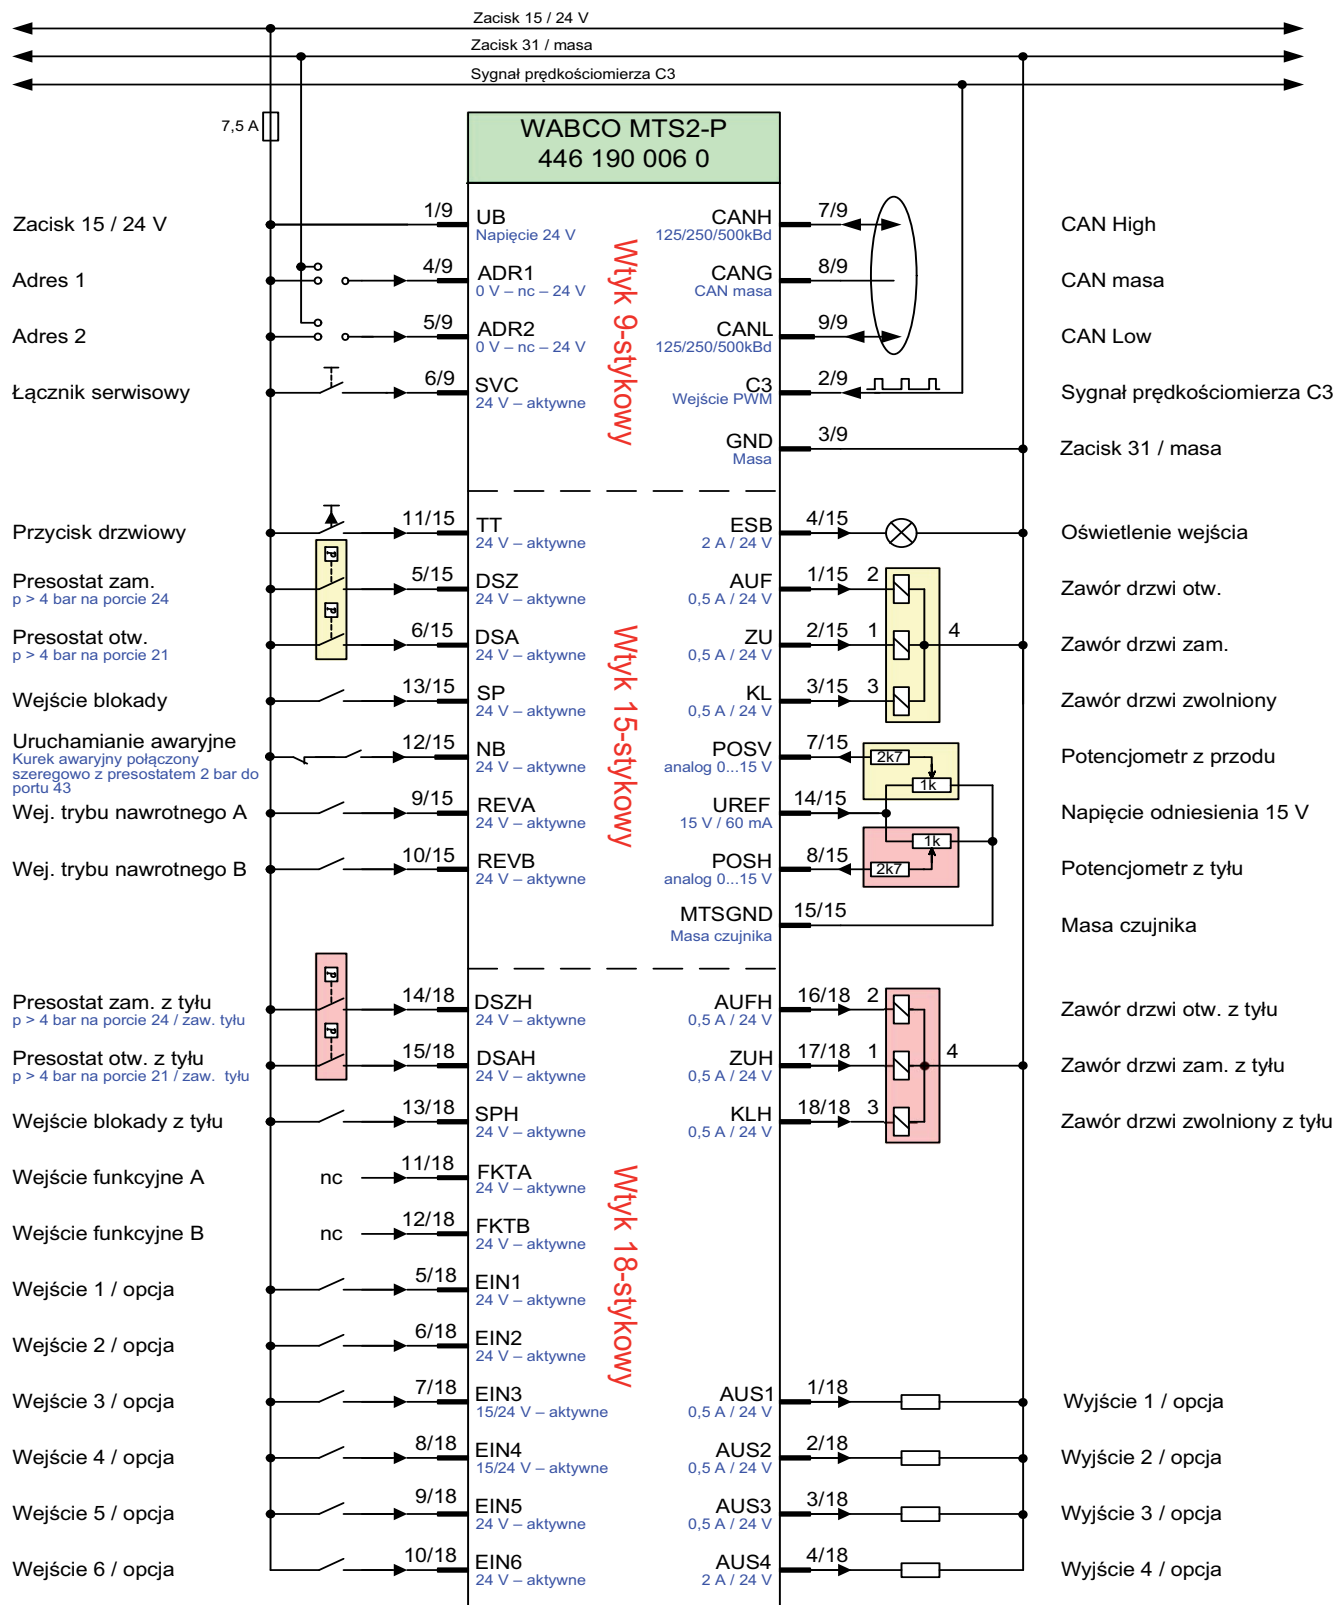 Zacisk 15 / 24 V
Zacisk 31 / masa
Sygnał prędkościomierza C3
7,5 A
WABCO MTS2-P
446 190 006 0
Wtyk 9-stykowy
Zacisk 15 / 24 V
1/9
UB
Napięcie 24 V
CANH
125/250/500kBd
7/9
CAN High
Adres 1
4/9
ADR1
0 V – nc – 24 V
CANG
CAN masa
8/9
CAN masa
Adres 2
5/9
ADR2
0 V – nc – 24 V
CANL
125/250/500kBd
9/9
CAN Low
Łącznik serwisowy
6/9
SVC
24 V – aktywne
C3
Wejście PWM
2/9
Sygnał prędkościomierza C3
GND
Masa
3/9
Zacisk 31 / masa
Wtyk 15-stykowy
Przycisk drzwiowy
11/15
TT
24 V – aktywne
ESB
2 A / 24 V
4/15
Oświetlenie wejścia
Presostat zam.
p > 4 bar na porcie 24
p
5/15
DSZ
24 V – aktywne
AUF
0,5 A / 24 V
1/15
2
Zawór drzwi otw.
Presostat otw.
p > 4 bar na porcie 21
p
6/15
DSA
24 V – aktywne
ZU
0,5 A / 24 V
2/15
1
4
Zawór drzwi zam.
Wejście blokady
13/15
SP
24 V – aktywne
KL
0,5 A / 24 V
3/15
3
Zawór drzwi zwolniony
Uruchamianie awaryjne
Kurek awaryjny połączony
szeregowo z presostatem 2 bar do
portu 43
12/15
NB
24 V – aktywne
POSV
analog 0...15 V
7/15
2k7
1k
Potencjometr z przodu
Wej. trybu nawrotnego A
9/15
REVA
24 V – aktywne
UREF
15 V / 60 mA
14/15
Napięcie odniesienia 15 V
Wej. trybu nawrotnego B
10/15
REVB
24 V – aktywne
POSH
analog 0...15 V
8/15
1k
2k7
Potencjometr z tyłu
MTSGND
Masa czujnika
15/15
Masa czujnika
Wtyk 18-stykowy
Presostat zam. z tyłu
p > 4 bar na porcie 24 / zaw. tyłu
p
14/18
DSZH
24 V – aktywne
AUFH
0,5 A / 24 V
16/18
2
Zawór drzwi otw. z tyłu
Presostat otw. z tyłu
p > 4 bar na porcie 21 / zaw. tyłu
p
15/18
DSAH
24 V – aktywne
ZUH
0,5 A / 24 V
17/18
1
4
Zawór drzwi zam. z tyłu
Wejście blokady z tyłu
13/18
SPH
24 V – aktywne
KLH
0,5 A / 24 V
18/18
3
Zawór drzwi zwolniony z tyłu
Wejście funkcyjne A
nc
11/18
FKTA
24 V – aktywne
Wejście funkcyjne B
nc
12/18
FKTB
24 V – aktywne
Wejście 1 / opcja
5/18
EIN1
24 V – aktywne
Wejście 2 / opcja
6/18
EIN2
24 V – aktywne
Wejście 3 / opcja
7/18
EIN3
15/24 V – aktywne
AUS1
0,5 A / 24 V
1/18
Wyjście 1 / opcja
Wejście 4 / opcja
8/18
EIN4
15/24 V – aktywne
AUS2
0,5 A / 24 V
2/18
Wyjście 2 / opcja
Wejście 5 / opcja
9/18
EIN5
24 V – aktywne
AUS3
0,5 A / 24 V
3/18
Wyjście 3 / opcja
Wejście 6 / opcja
10/18
EIN6
24 V – aktywne
AUS4
2 A / 24 V
4/18
Wyjście 4 / opcja